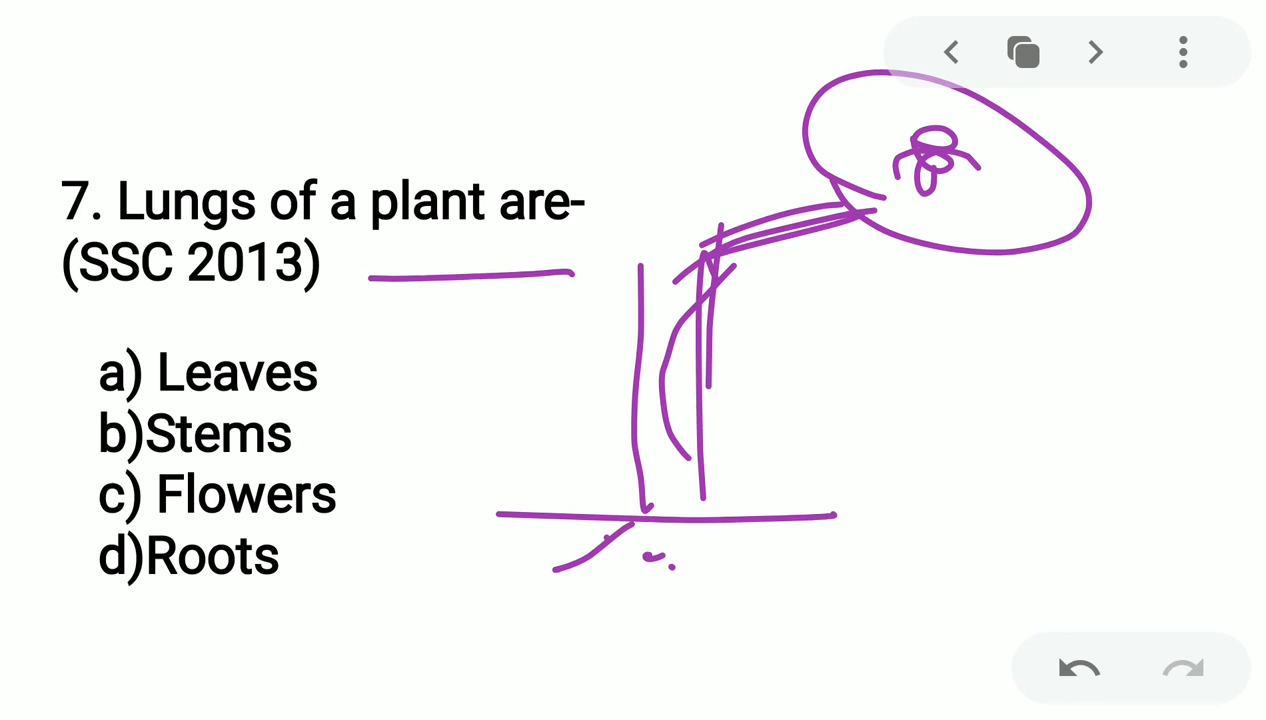 7. Lungs of a plant are-
(SSC 2013)
a) Leaves
b)Stems
c) Flowers
d)Roots